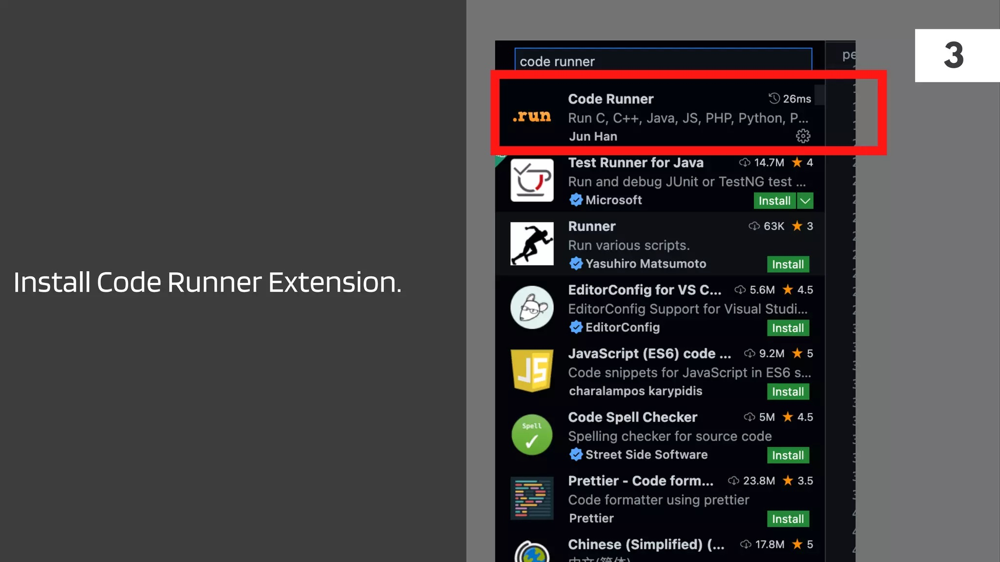 Install Code Runner Extension.
3
code runner
pe
Code Runner 26ms
.run
Run C, C++, Java, JS, PHP, Python, P...
Jun Han
Test Runner for Java 14.7M ★ 4
Run and debug JUnit or TestNG test ...
Microsoft Install
Runner 63K ★ 3
Run various scripts.
Yasuhiro Matsumoto Install
EditorConfig for VS C... 5.6M ★ 4.5
EditorConfig Support for Visual Studi...
EditorConfig Install
JavaScript (ES6) code ... 9.2M ★ 5
JS
Code snippets for JavaScript in ES6 s...
charalampos karypidis Install
Code Spell Checker 5M ★ 4.5
Spell
Spelling checker for source code
Street Side Software Install
Prettier - Code form... 23.8M ★ 3.5
Code formatter using prettier
Prettier Install
Chinese (Simplified) (... 17.8M ★ 5
中文(简体)